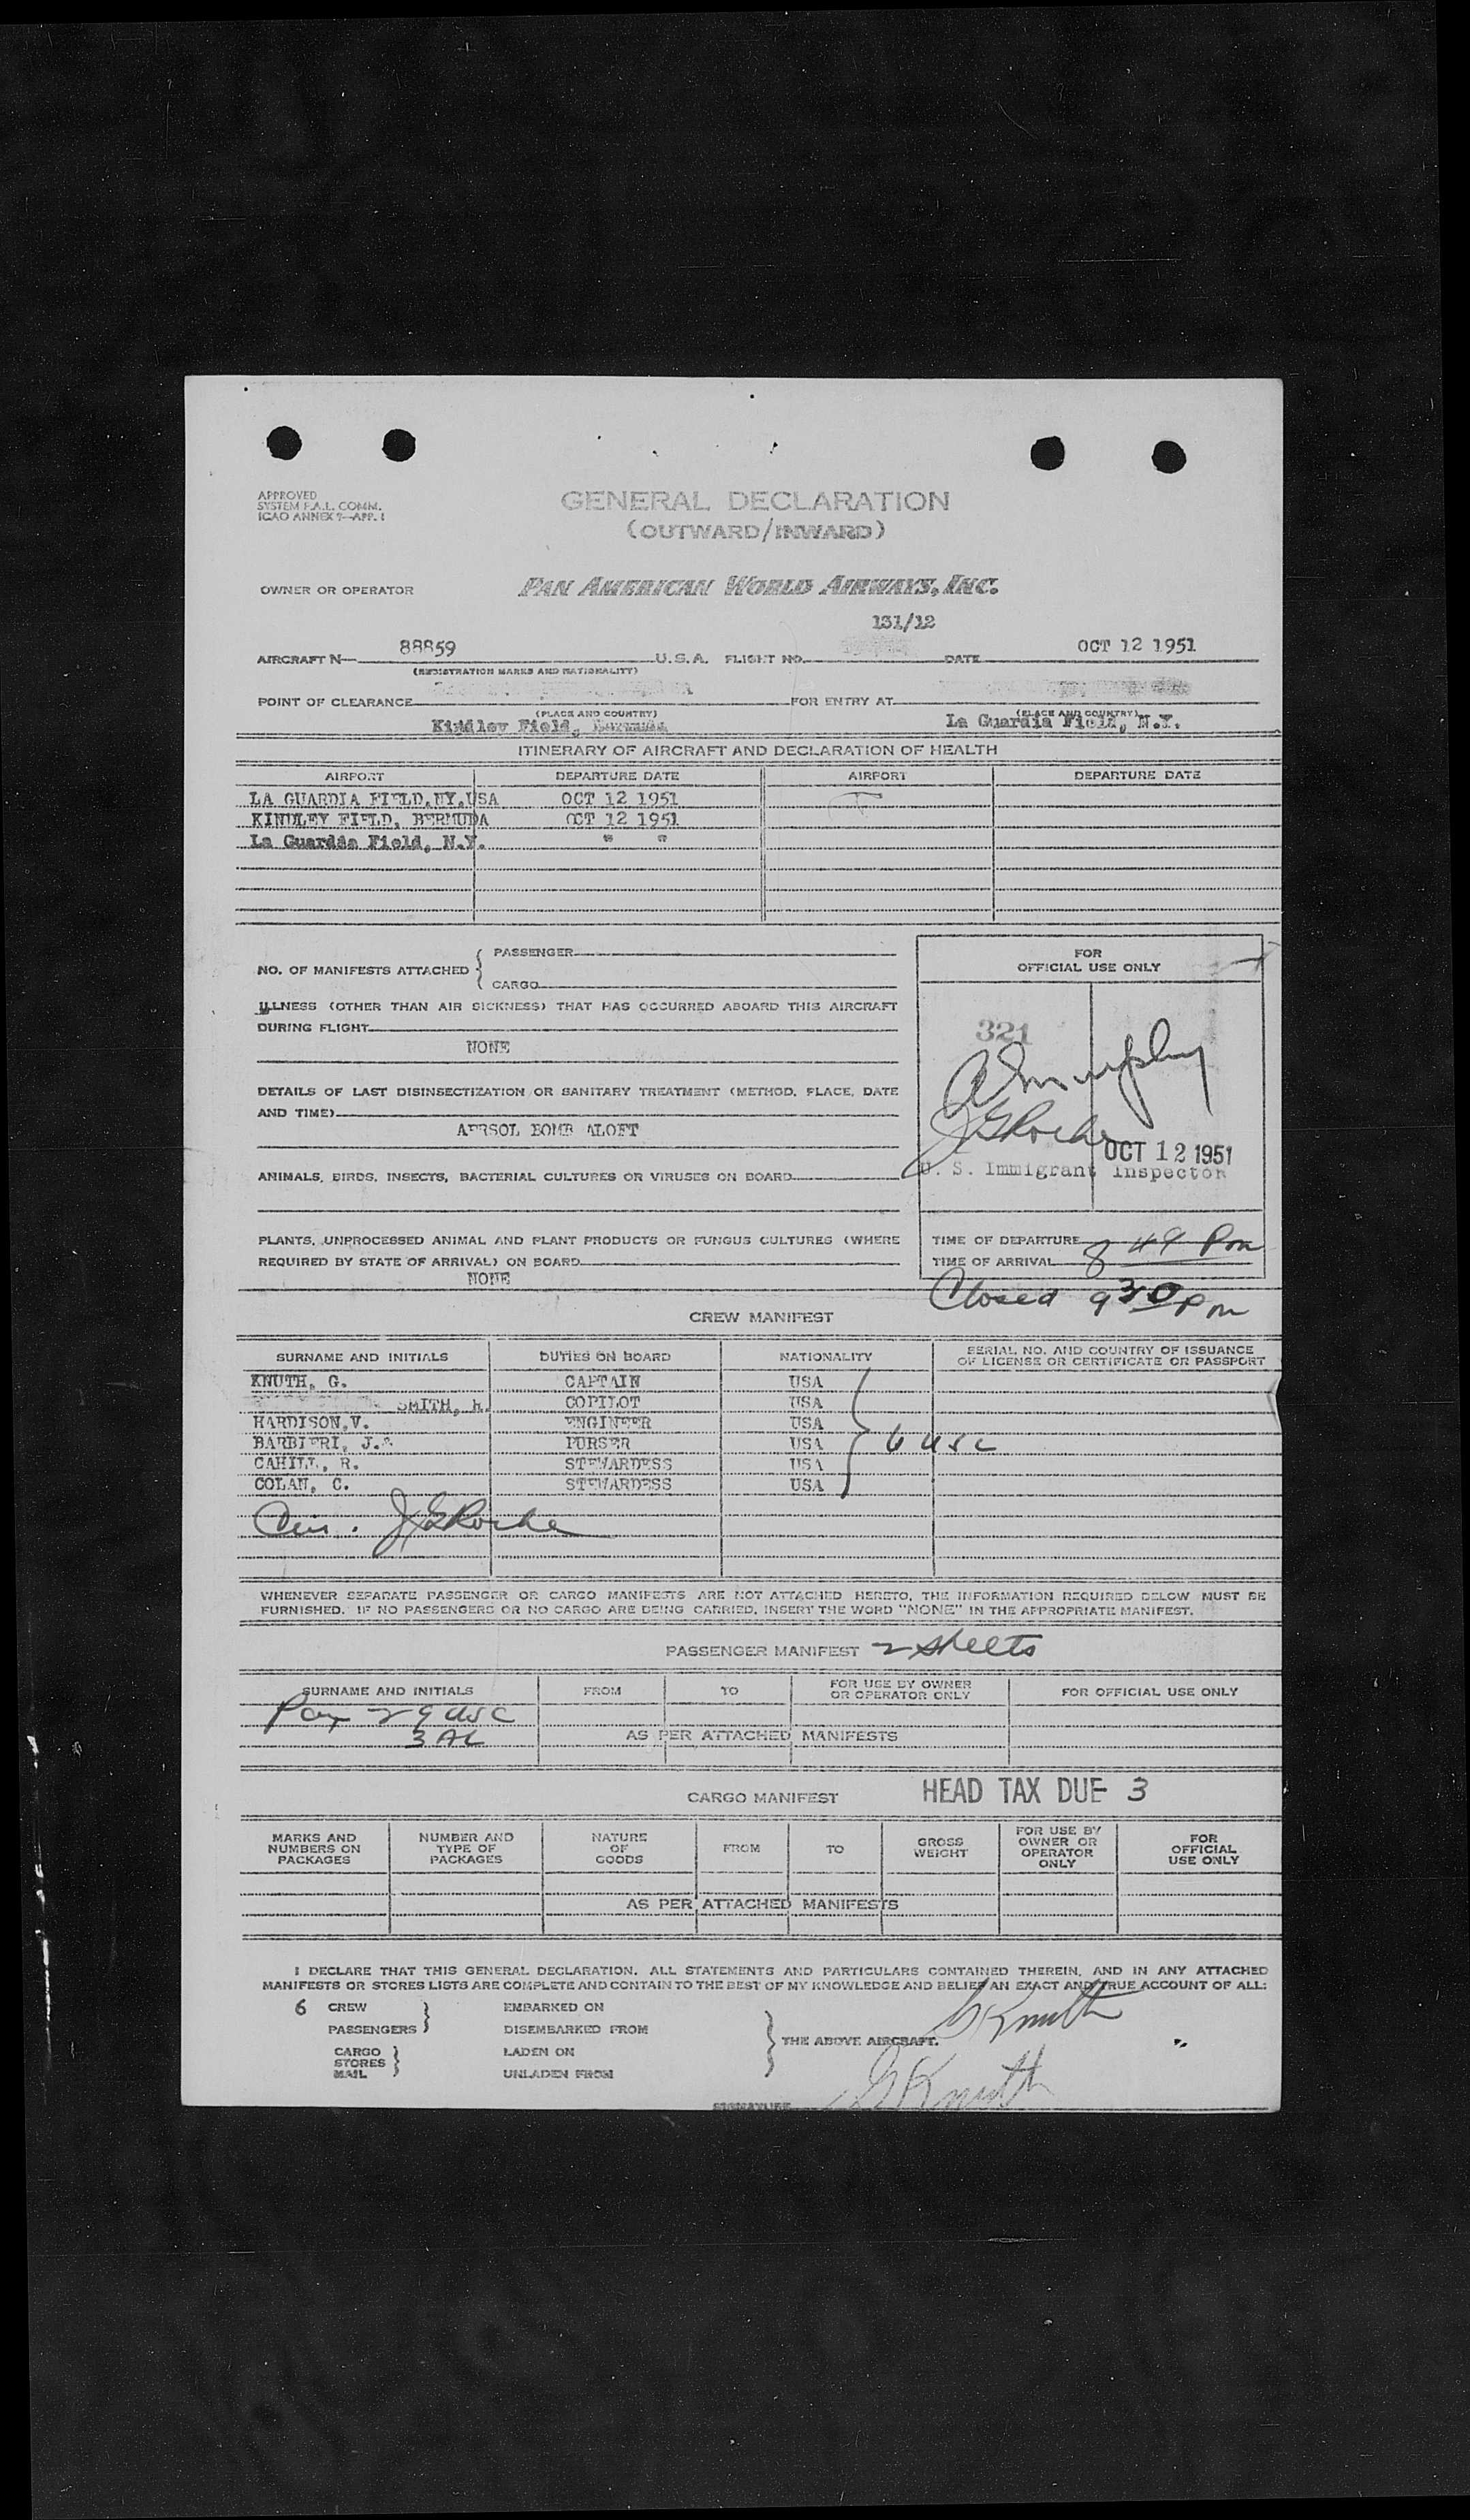 APPROVED
SYSTEM F.A.L. COMM.
ICAO ANNEX 9—APP. 1
GENERAL DECLARATION
(OUTWARD/INWARD)
OWNER OR OPERATOR
PAN AMERICAN WORLD AIRWAYS, INC.
131/12
AIRCRAFT N— 88859 U.S.A. FLIGHT NO. DATE OCT 12 1951
(REGISTRATION MARKS AND NATIONALITY)
POINT OF CLEARANCE FOR ENTRY AT
(PLACE AND COUNTRY) (PLACE AND COUNTRY)
Kindley Field, Bermuda La Guardia Field, N.Y.
ITINERARY OF AIRCRAFT AND DECLARATION OF HEALTH
AIRPORT DEPARTURE DATE AIRPORT DEPARTURE DATE
LA GUARDIA FIELD,NY,USA OCT 12 1951
KINDLEY FIELD, BERMUDA OCT 12 1951
La Guardia Field, N.Y. " "
NO. OF MANIFESTS ATTACHED { PASSENGER
CARGO
ILLNESS (OTHER THAN AIR SICKNESS) THAT HAS OCCURRED ABOARD THIS AIRCRAFT
DURING FLIGHT
NONE
DETAILS OF LAST DISINSECTIZATION OR SANITARY TREATMENT (METHOD, PLACE, DATE
AND TIME)
AERSOL BOMB ALOFT
ANIMALS, BIRDS, INSECTS, BACTERIAL CULTURES OR VIRUSES ON BOARD
PLANTS, UNPROCESSED ANIMAL AND PLANT PRODUCTS OR FUNGUS CULTURES (WHERE
REQUIRED BY STATE OF ARRIVAL) ON BOARD
NONE
FOR
OFFICIAL USE ONLY
321
JGRoche
OCT 12 1951
U. S. Immigrant Inspector
TIME OF DEPARTURE
TIME OF ARRIVAL 8 49 Pm
Closed 9 30 Pm
CREW MANIFEST
SURNAME AND INITIALS DUTIES ON BOARD NATIONALITY SERIAL NO. AND COUNTRY OF ISSUANCE
OF LICENSE OR CERTIFICATE OR PASSPORT
KNUTH, G. CAPTAIN USA
SMITH, H. COPILOT USA
HARDISON,V. ENGINEER USA
BARBIERI, J. PURSER USA 6 USC
CAHILL, R. STEWARDESS USA
COLAN, C. STEWARDESS USA
JGRoche
WHENEVER SEPARATE PASSENGER OR CARGO MANIFESTS ARE NOT ATTACHED HERETO, THE INFORMATION REQUIRED BELOW MUST BE
FURNISHED. IF NO PASSENGERS OR NO CARGO ARE BEING CARRIED, INSERT THE WORD "NONE" IN THE APPROPRIATE MANIFEST.
PASSENGER MANIFEST 2 sheets
SURNAME AND INITIALS FROM TO FOR USE BY OWNER
OR OPERATOR ONLY FOR OFFICIAL USE ONLY
Pax 29 USC
3 AL AS PER ATTACHED MANIFESTS
CARGO MANIFEST HEAD TAX DUE 3
MARKS AND
NUMBERS ON
PACKAGES
NUMBER AND
TYPE OF
PACKAGES
NATURE
OF
GOODS
FROM
TO
GROSS
WEIGHT
FOR USE BY
OWNER OR
OPERATOR
ONLY
FOR
OFFICIAL
USE ONLY
AS PER ATTACHED MANIFESTS
I DECLARE THAT THIS GENERAL DECLARATION, ALL STATEMENTS AND PARTICULARS CONTAINED THEREIN, AND IN ANY ATTACHED
MANIFESTS OR STORES LISTS ARE COMPLETE AND CONTAIN TO THE BEST OF MY KNOWLEDGE AND BELIEF AN EXACT AND TRUE ACCOUNT OF ALL:
6 CREW EMBARKED ON GKnuth
PASSENGERS DISEMBARKED FROM
THE ABOVE AIRCRAFT.
CARGO LADEN ON
STORES
MAIL UNLADEN FROM
SIGNATURE GKnuth